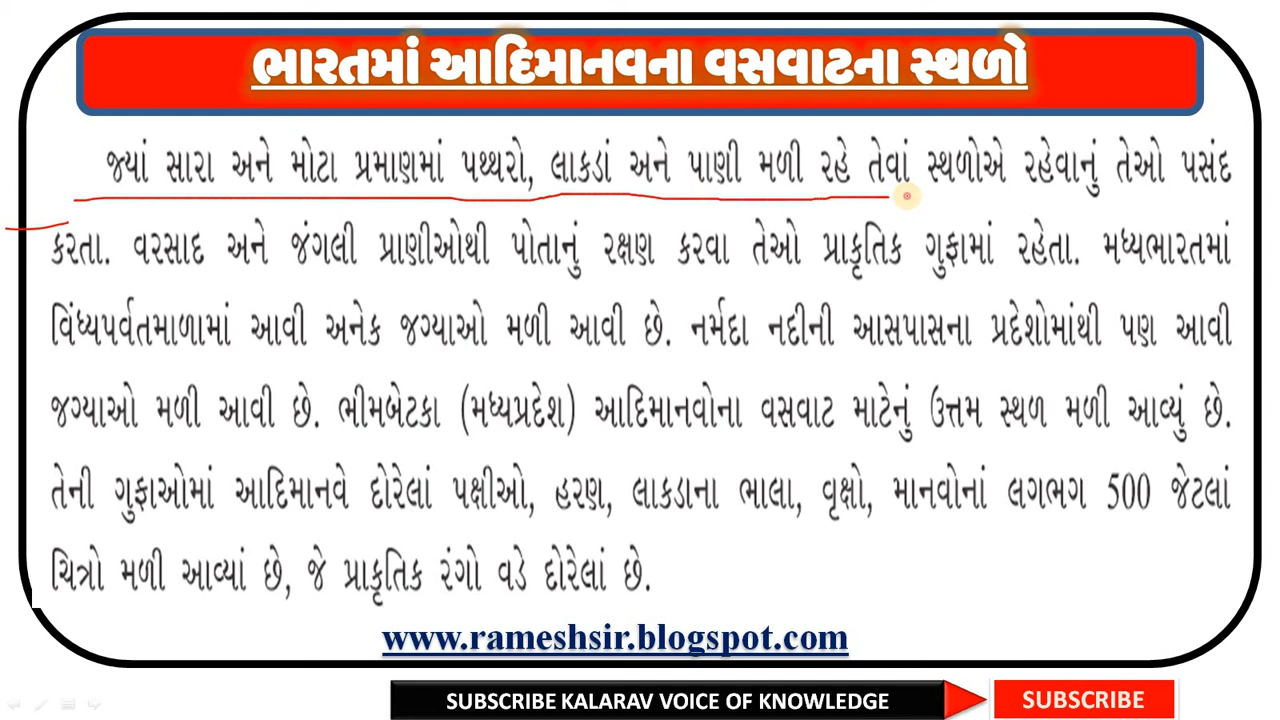 ભારતમાં આદિમાનવના વસવાટના સ્થળો
જ્યાં સારા અને મોટા પ્રમાણમાં પથ્થરો, લાકડાં અને પાણી મળી રહે તેવાં સ્થળોએ રહેવાનું તેઓ પસંદ
કરતા. વરસાદ અને જંગલી પ્રાણીઓથી પોતાનું રક્ષણ કરવા તેઓ પ્રાકૃતિક ગુફામાં રહેતા. મધ્યભારતમાં
વિંધ્યપર્વતમાળામાં આવી અનેક જગ્યાઓ મળી આવી છે. નર્મદા નદીની આસપાસના પ્રદેશોમાંથી પણ આવી
જગ્યાઓ મળી આવી છે. ભીમબેટકા (મધ્યપ્રદેશ) આદિમાનવોના વસવાટ માટેનું ઉત્તમ સ્થળ મળી આવ્યું છે.
તેની ગુફાઓમાં આદિમાનવે દોરેલાં પક્ષીઓ, હરણ, લાકડાના ભાલા, વૃક્ષો, માનવોનાં લગભગ 500 જેટલાં
ચિત્રો મળી આવ્યાં છે, જે પ્રાકૃતિક રંગો વડે દોરેલાં છે.
www.rameshsir.blogspot.com
SUBSCRIBE KALARAV VOICE OF KNOWLEDGE SUBSCRIBE